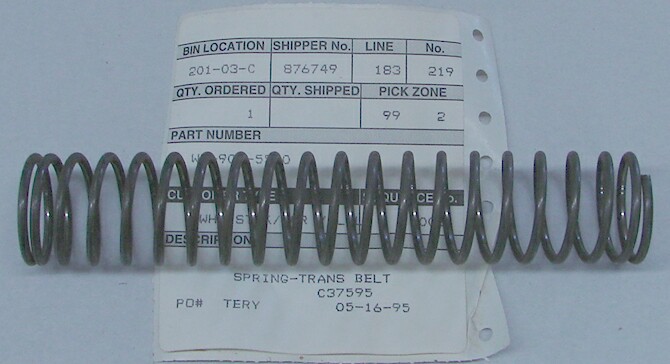 BIN LOCATION SHIPPER No. LINE No.
201-03-C 876749 183 219
QTY. ORDERED QTY. SHIPPED PICK ZONE
1 99 2
PART NUMBER
DESCRIPTION
SPRING-TRANS BELT
C37595
PO# TERY 05-16-95